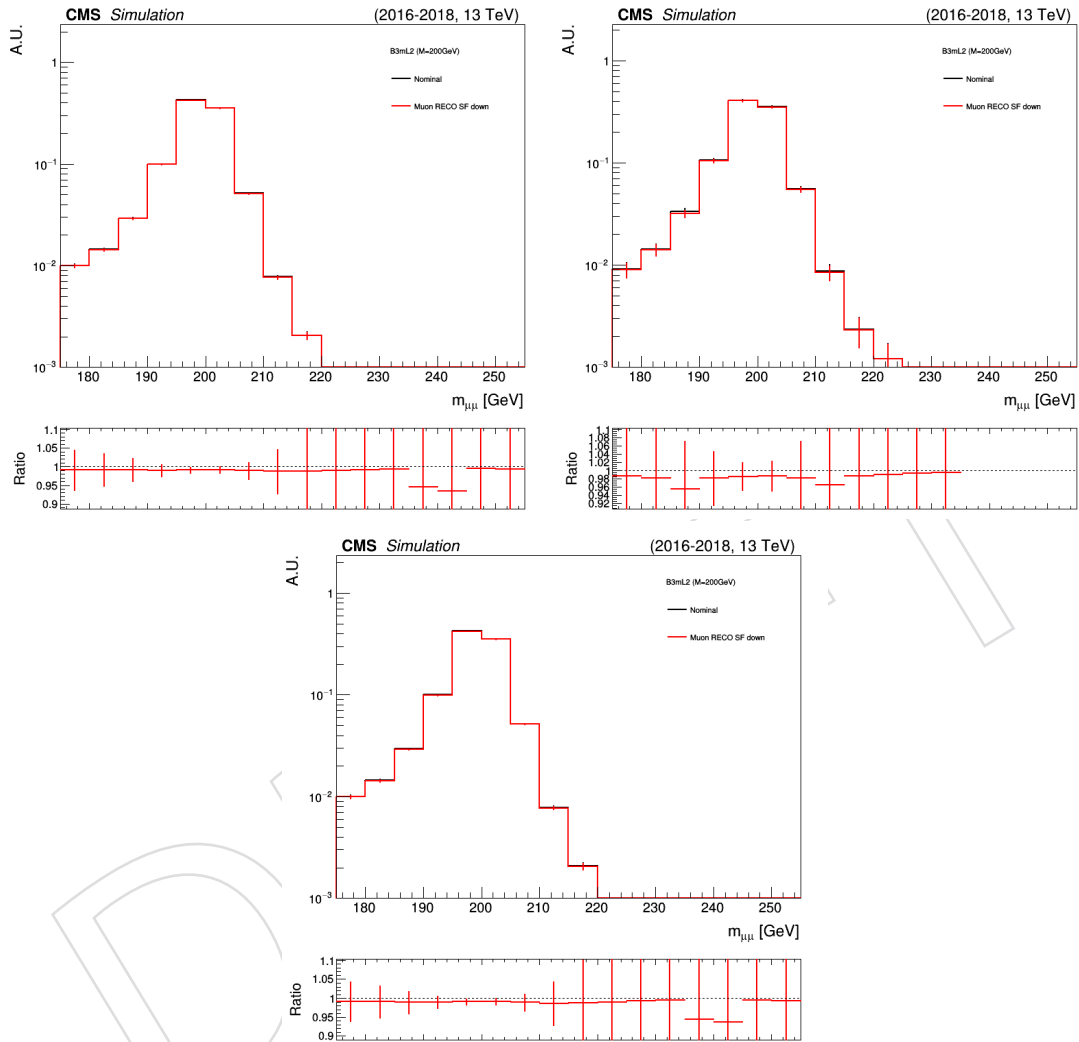 CMS Simulation (2016-2018, 13 TeV)
A.U.
B3mL2 (M=200GeV)
Nominal
Muon RECO SF down
1
10⁻¹
10⁻²
10⁻³
180 190 200 210 220 230 240 250
mμμ [GeV]
Ratio
1.1
1.05
1
0.95
0.9
CMS Simulation (2016-2018, 13 TeV)
A.U.
B3mL2 (M=200GeV)
Nominal
Muon RECO SF down
1
10⁻¹
10⁻²
10⁻³
180 190 200 210 220 230 240 250
mμμ [GeV]
Ratio
1.1
1.08
1.06
1.04
1.02
1.00
0.98
0.96
0.94
0.92
CMS Simulation (2016-2018, 13 TeV)
A.U.
B3mL2 (M=200GeV)
Nominal
Muon RECO SF down
1
10⁻¹
10⁻²
10⁻³
180 190 200 210 220 230 240 250
mμμ [GeV]
Ratio
1.1
1.05
1
0.95
0.9